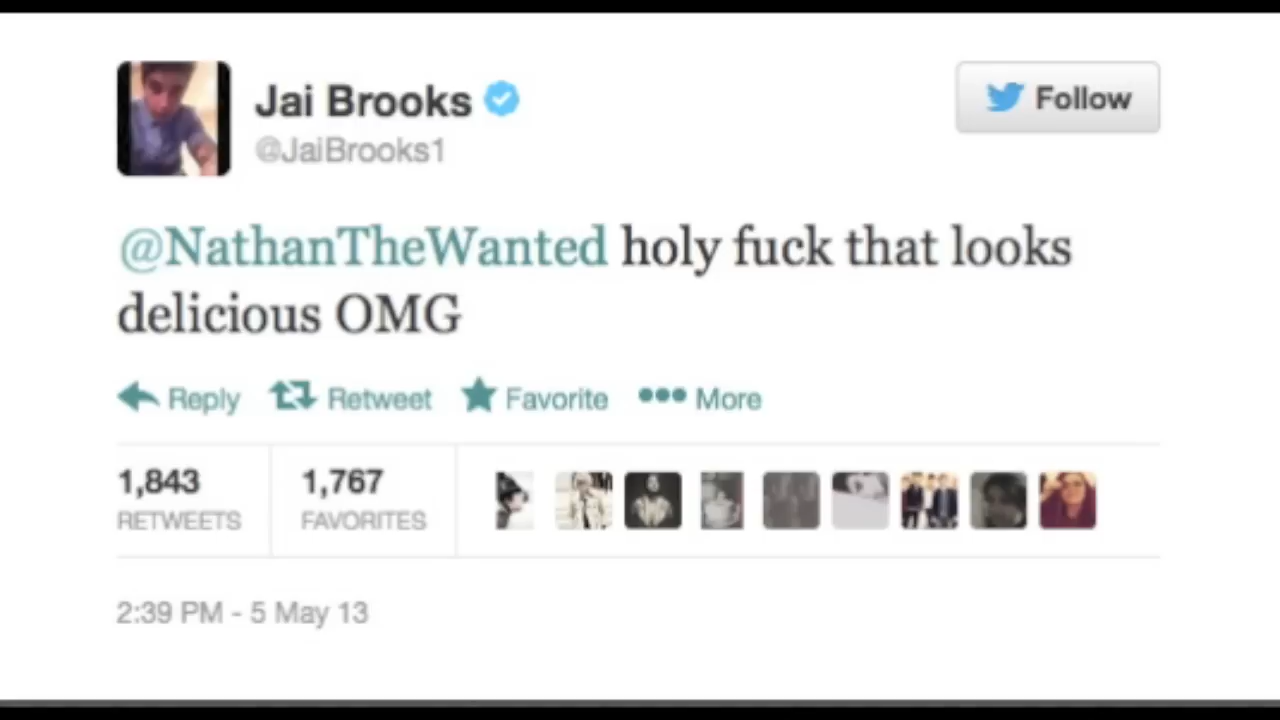 Jai Brooks
@JaiBrooks1
Follow
@NathanTheWanted holy fuck that looks
delicious OMG
Reply Retweet Favorite More
1,843 1,767
RETWEETS FAVORITES
2:39 PM - 5 May 13